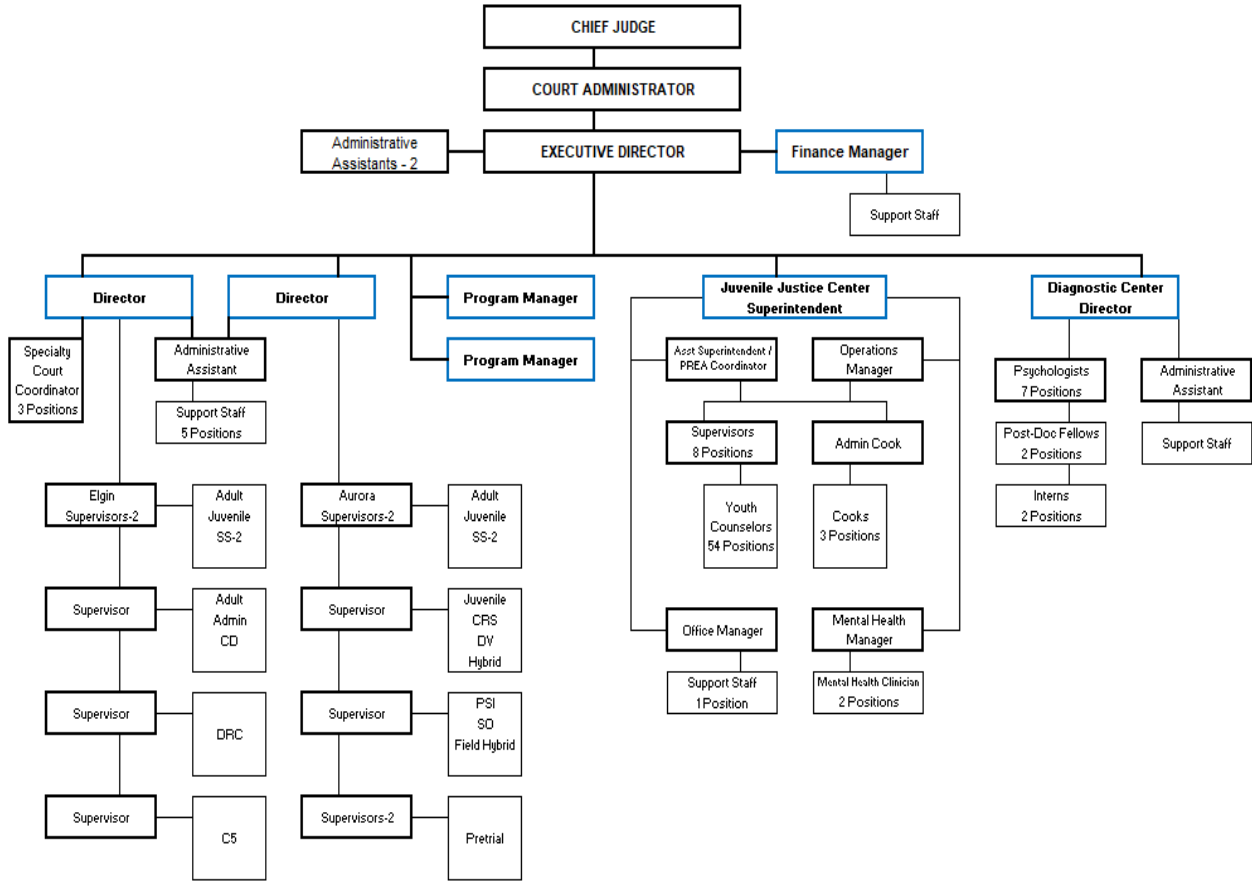 CHIEF JUDGE
COURT ADMINISTRATOR
Administrative
Assistants - 2
EXECUTIVE DIRECTOR
Finance Manager
Support Staff
Director
Director
Program Manager
Program Manager
Juvenile Justice Center
Superintendent
Diagnostic Center
Director
Specialty
Court
Coordinator
3 Positions
Administrative
Assistant
Support Staff
5 Positions
Asst Superintendent /
PREA Coordinator
Operations
Manager
Supervisors
8 Positions
Admin Cook
Youth
Counselors
54 Positions
Cooks
3 Positions
Psychologists
7 Positions
Administrative
Assistant
Post-Doc Fellows
2 Positions
Support Staff
Interns
2 Positions
Elgin
Supervisors-2
Adult
Juvenile
SS-2
Aurora
Supervisors-2
Adult
Juvenile
SS-2
Supervisor
Adult
Admin
CD
Supervisor
Juvenile
CRS
DV
Hybrid
Office Manager
Mental Health
Manager
Support Staff
1 Position
Mental Health Clinician
2 Positions
Supervisor
DRC
Supervisor
PSI
SO
Field Hybrid
Supervisor
C5
Supervisors-2
Pretrial